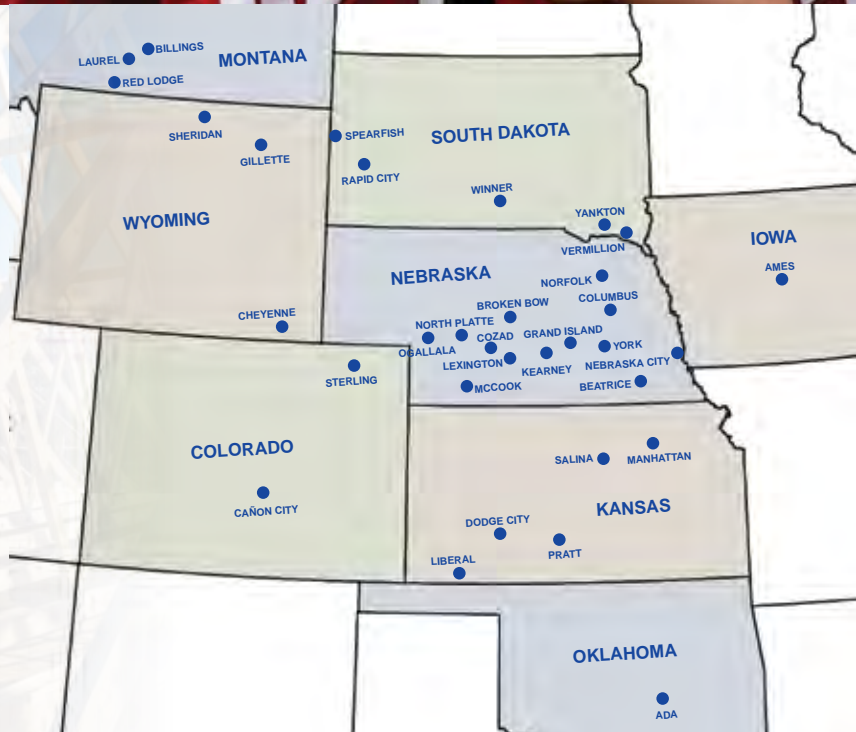 BILLINGS
LAUREL
MONTANA
RED LODGE
SHERIDAN
GILLETTE
WYOMING
CHEYENNE
SPEARFISH
SOUTH DAKOTA
RAPID CITY
WINNER
YANKTON
VERMILLION
IOWA
AMES
NEBRASKA
NORFOLK
COLUMBUS
BROKEN BOW
NORTH PLATTE
GRAND ISLAND
COZAD
YORK
OGALLALA
LEXINGTON
KEARNEY
NEBRASKA CITY
MCCOOK
BEATRICE
STERLING
COLORADO
CAÑON CITY
SALINA
MANHATTAN
KANSAS
DODGE CITY
PRATT
LIBERAL
OKLAHOMA
ADA